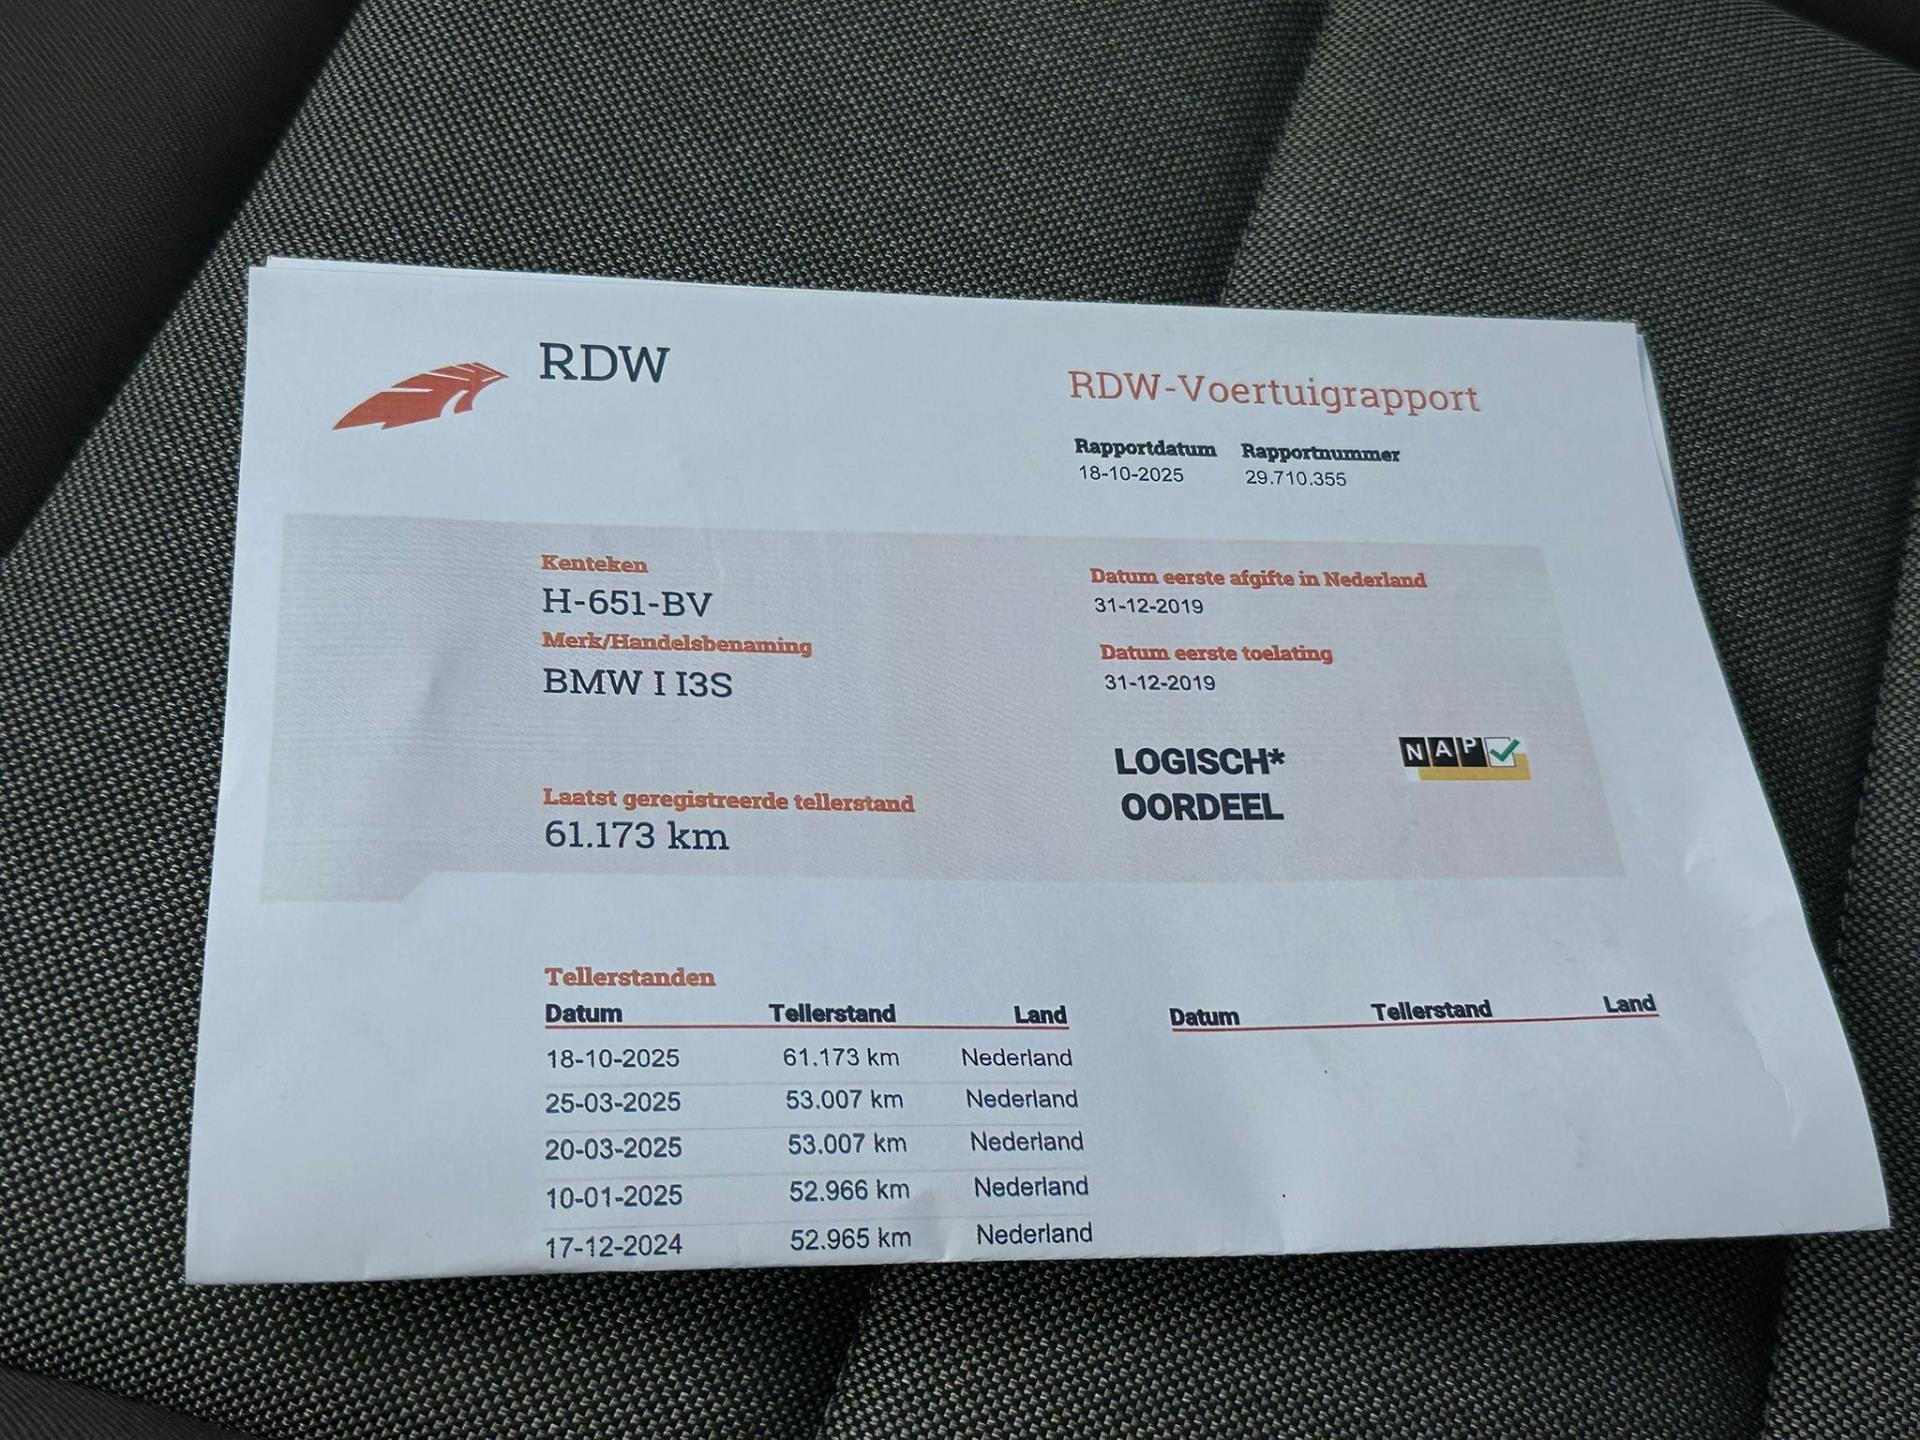 RDW
RDW-Voertuigrapport
Rapportdatum Rapportnummer
18-10-2025 29.710.355
Kenteken
H-651-BV
Merk/Handelsbenaming
BMW I I3S
Datum eerste afgifte in Nederland
31-12-2019
Datum eerste toelating
31-12-2019
Laatst geregistreerde tellerstand
61.173 km
LOGISCH*
OORDEEL
NAP
Tellerstanden
Datum Tellerstand Land Datum Tellerstand Land
18-10-2025 61.173 km Nederland
25-03-2025 53.007 km Nederland
20-03-2025 53.007 km Nederland
10-01-2025 52.966 km Nederland
17-12-2024 52.965 km Nederland